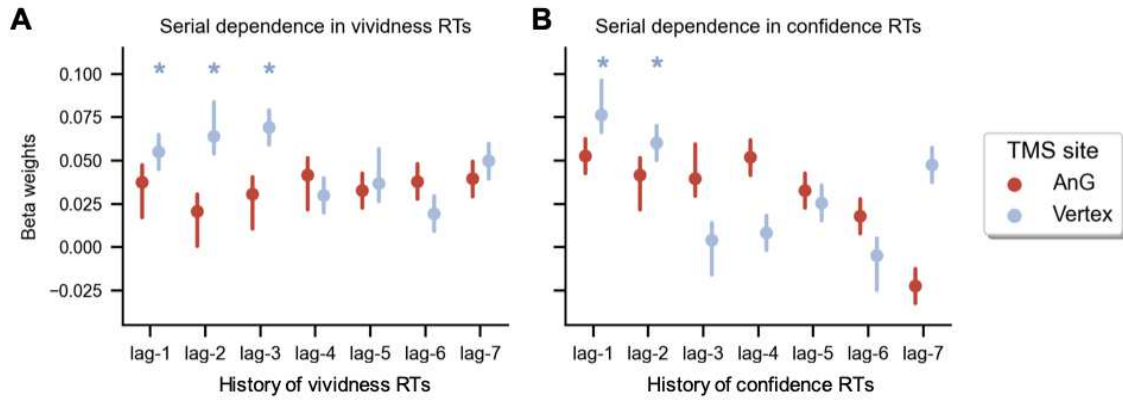 A
Serial dependence in vividness RTs
* * *
Beta weights
0.100
0.075
0.050
0.025
0.000
−0.025
lag-1 lag-2 lag-3 lag-4 lag-5 lag-6 lag-7
History of vividness RTs
B
Serial dependence in confidence RTs
* *
lag-1 lag-2 lag-3 lag-4 lag-5 lag-6 lag-7
History of confidence RTs
TMS site
AnG
Vertex